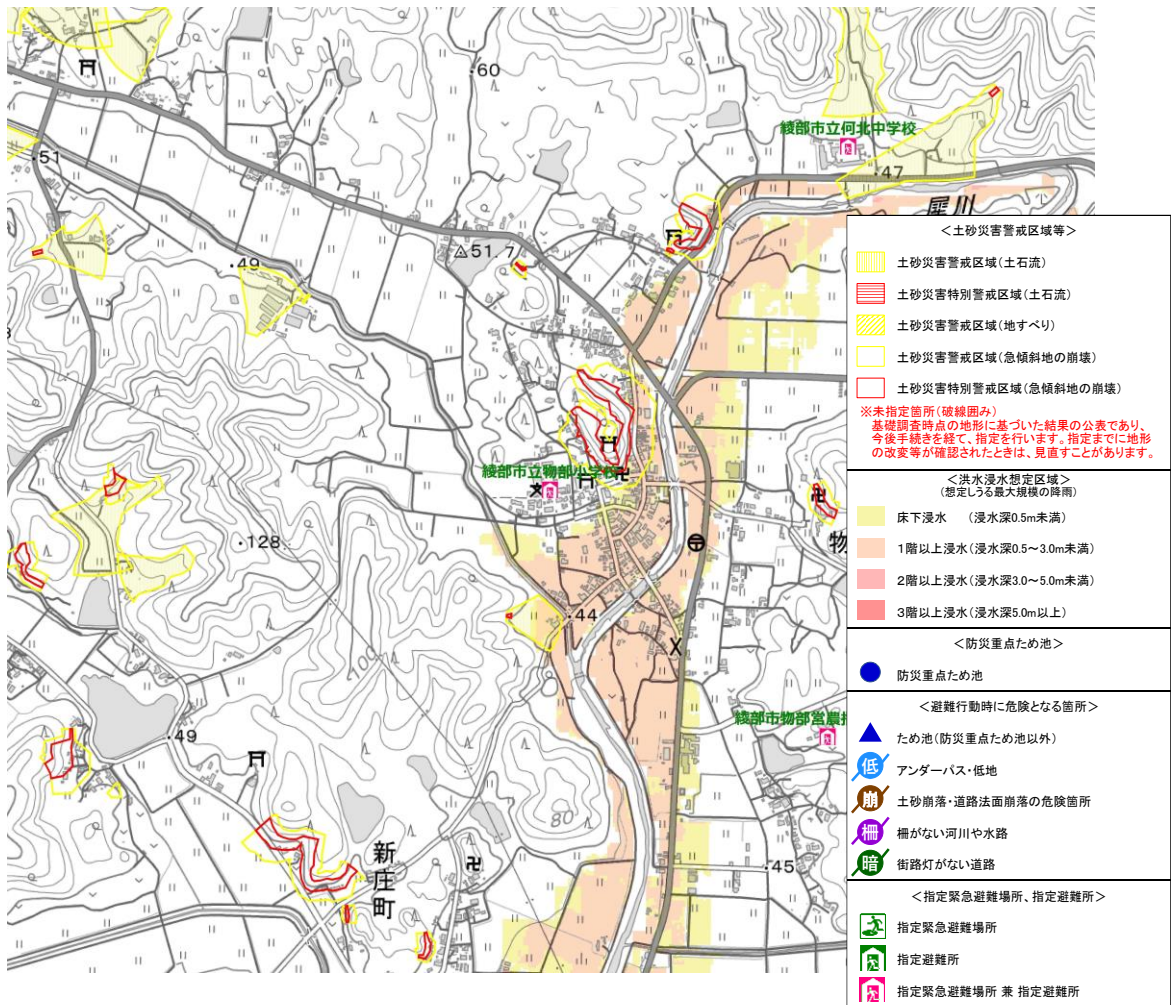 60
綾部市立何北中学校
51
47
犀川
△51.7
49
綾部市立物部小学校
128
物
44
100
綾部市物部営農指
49
80
新庄町
45
＜土砂災害警戒区域等＞
土砂災害警戒区域(土石流)
土砂災害特別警戒区域(土石流)
土砂災害警戒区域(地すべり)
土砂災害警戒区域(急傾斜地の崩壊)
土砂災害特別警戒区域(急傾斜地の崩壊)
※未指定箇所(破線囲み)
基礎調査時点の地形に基づいた結果の公表であり、
今後手続きを経て、指定を行います。指定までに地形
の改変等が確認されたときは、見直すことがあります。
＜洪水浸水想定区域＞
(想定しうる最大規模の降雨)
床下浸水　(浸水深0.5m未満)
1階以上浸水(浸水深0.5～3.0m未満)
2階以上浸水(浸水深3.0～5.0m未満)
3階以上浸水(浸水深5.0m以上)
＜防災重点ため池＞
防災重点ため池
＜避難行動時に危険となる箇所＞
ため池(防災重点ため池以外)
低 アンダーパス・低地
崩 土砂崩落・道路法面崩落の危険箇所
柵 柵がない河川や水路
暗 街路灯がない道路
＜指定緊急避難場所、指定避難所＞
指定緊急避難場所
指定避難所
指定緊急避難場所 兼 指定避難所